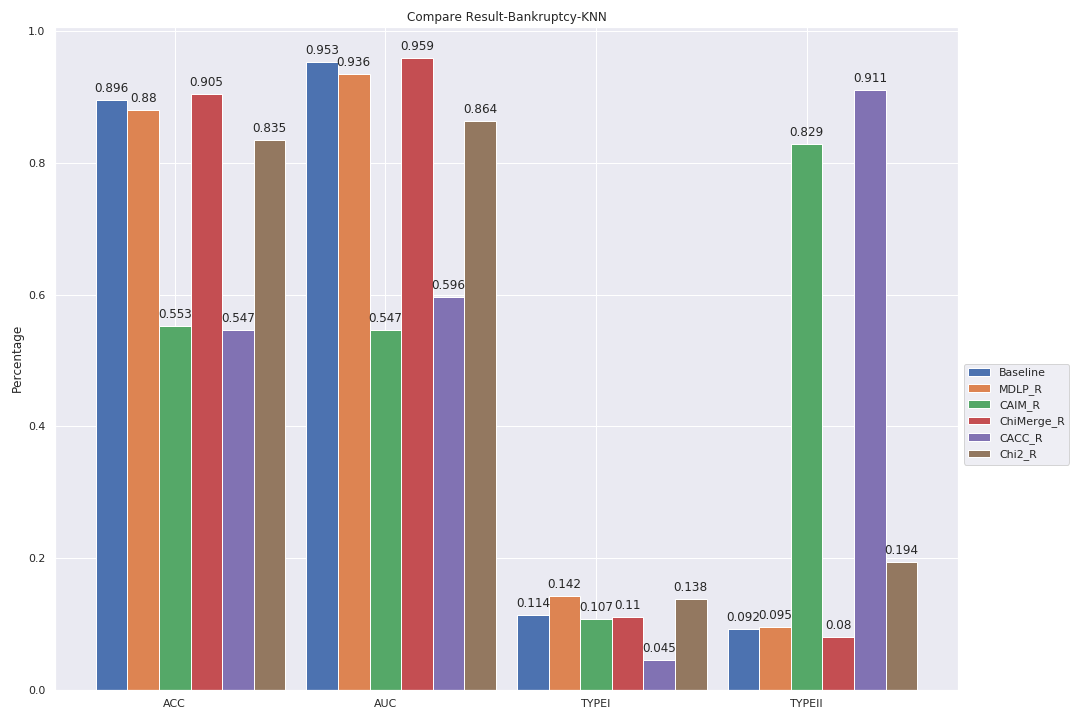 Compare Result-Bankruptcy-KNN
Percentage
1.0
0.8
0.6
0.4
0.2
0.0
0.896
0.88
0.553
0.905
0.547
0.835
0.953
0.936
0.547
0.959
0.596
0.864
0.114
0.142
0.107
0.11
0.045
0.138
0.092
0.095
0.829
0.08
0.911
0.194
ACC
AUC
TYPEI
TYPEII
Baseline
MDLP_R
CAIM_R
ChiMerge_R
CACC_R
Chi2_R